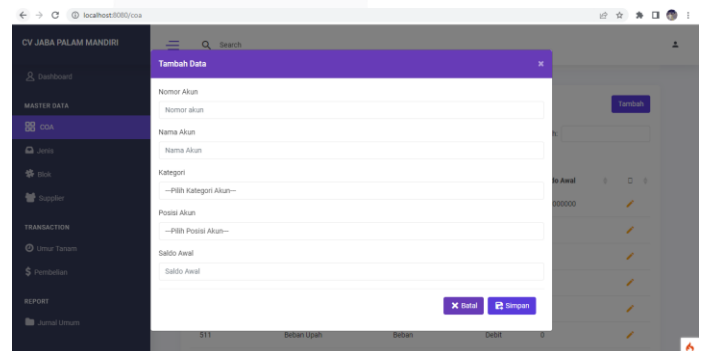 localhost:8080/coa
CV JABA PALAM MANDIRI
Search
Tambah Data
×
Dashboard
Nomor Akun
Nomor akun
MASTER DATA
Tambah
COA
Nama Akun
h:
Nama Akun
Jenis
Kategori
Blok
---Pilih Kategori Akun---
do Awal
Supplier
000000
Posisi Akun
TRANSACTION
---Pilih Posisi Akun---
Umur Tanam
Saldo Awal
Saldo Awal
$ Pembelian
REPORT
Batal
Simpan
Jurnal Umum
511 Beban Upah Beban Debit 0